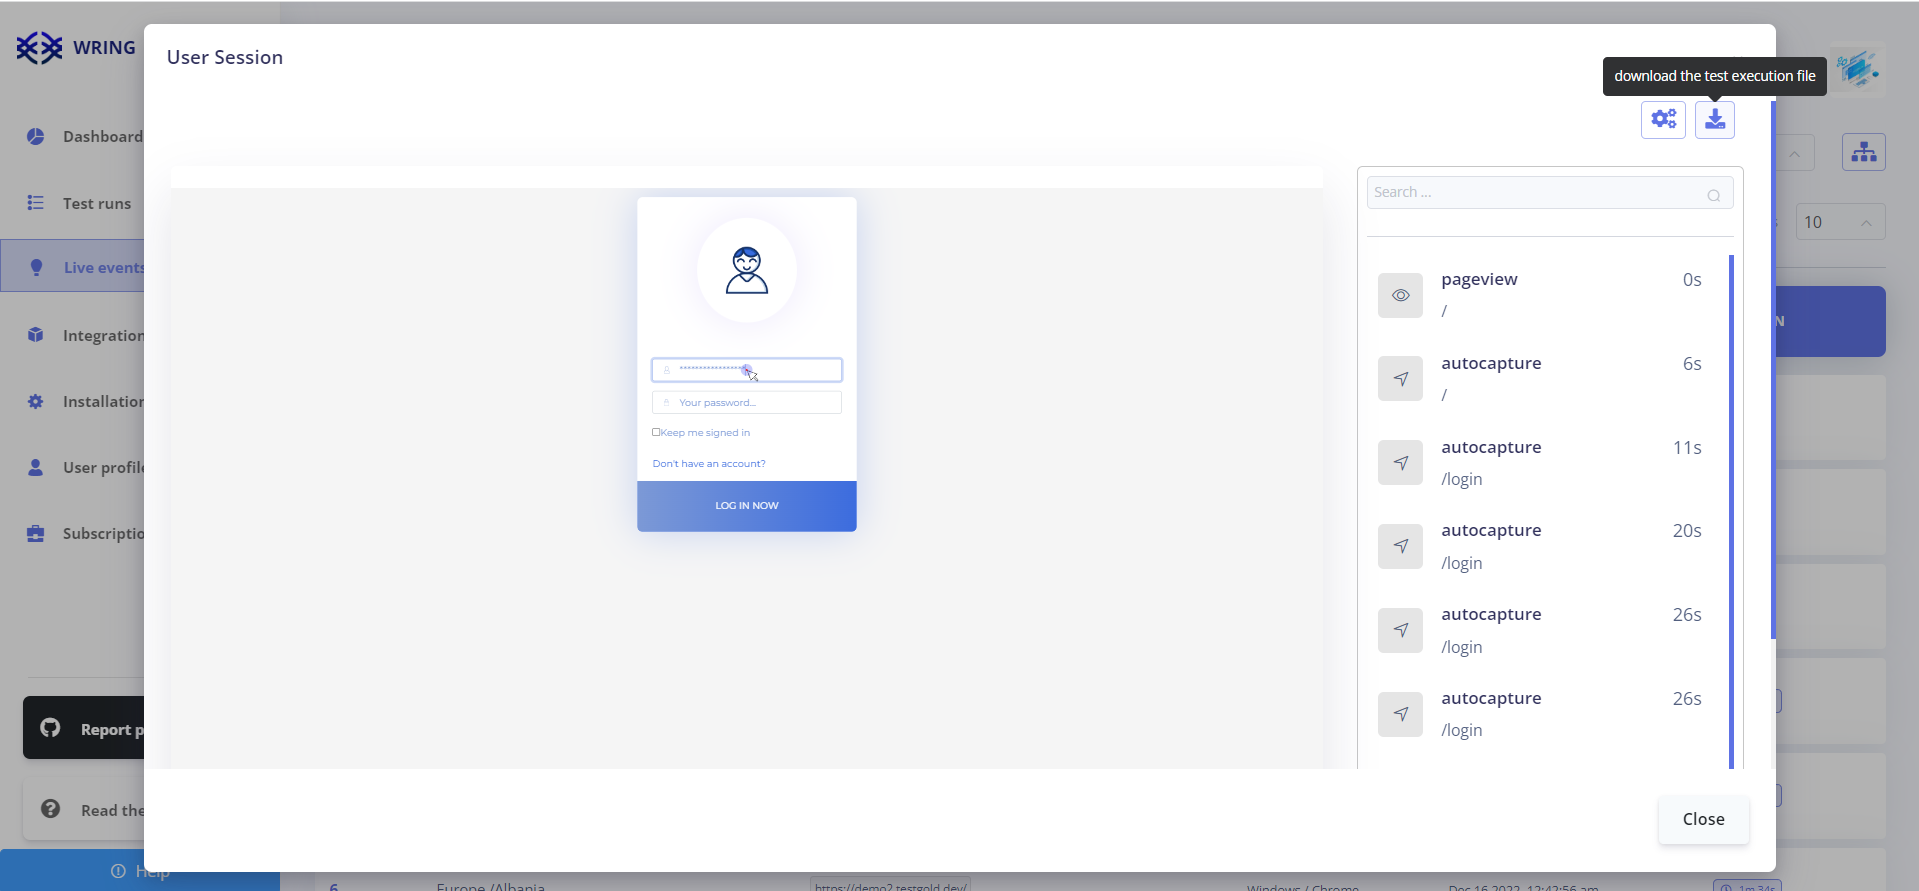 WRING
User Session
download the test execution file
Dashboard
Test runs
Live events
Integration
Installation
User profile
Subscriptio
Report p
Read the
Help
***************
Your password...
Keep me signed in
Don't have an account?
LOG IN NOW
Search ...
pageview 0s
/
autocapture 6s
/
autocapture 11s
/login
autocapture 20s
/login
autocapture 26s
/login
autocapture 26s
/login
10
N
Close
6 Europe /Albania https://demo2.testgold.dev/ Windows / Chrome Dec 16 2022, 12:42:56 am 1m 34s